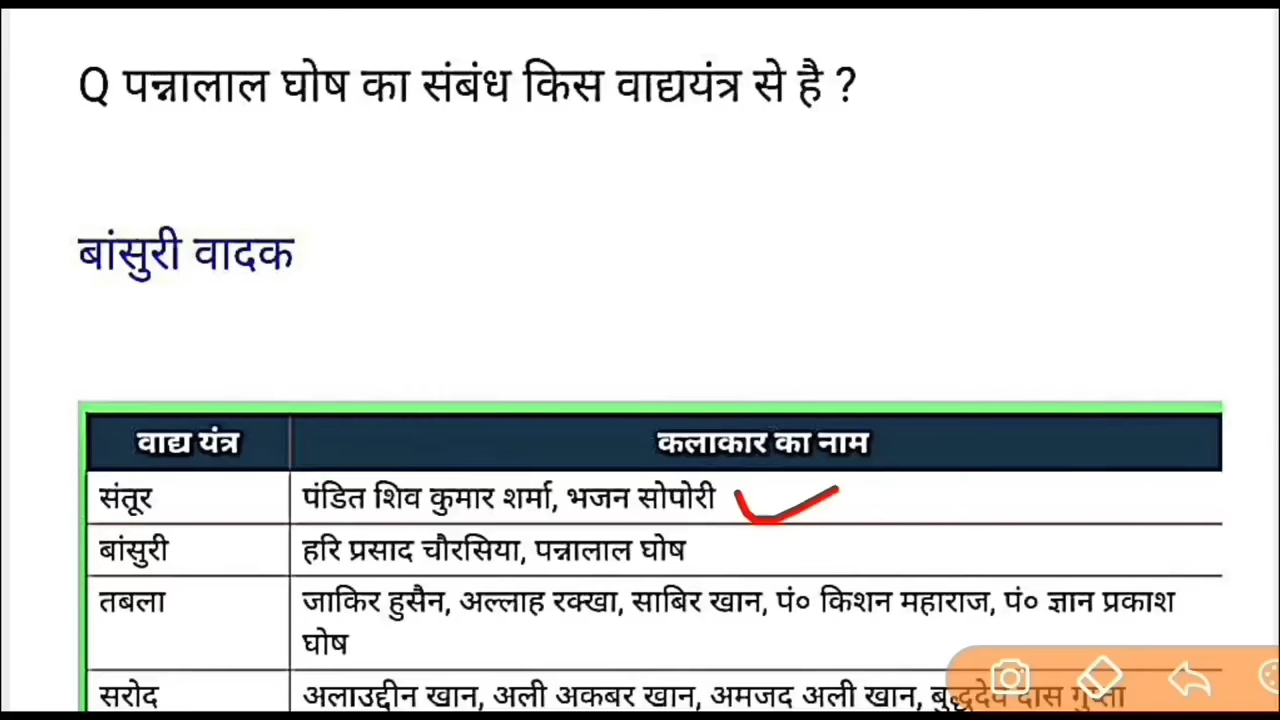 Q पन्नालाल घोष का संबंध किस वाद्ययंत्र से है ?
बांसुरी वादक
वाद्य यंत्र कलाकार का नाम
संतूर पंडित शिव कुमार शर्मा, भजन सोपोरी
बांसुरी हरि प्रसाद चौरसिया, पन्नालाल घोष
तबला जाकिर हुसैन, अल्लाह रक्खा, साबिर खान, पं० किशन महाराज, पं० ज्ञान प्रकाश
घोष
सरोद अलाउद्दीन खान, अली अकबर खान, अमजद अली खान, बुद्धदेव दास गुप्ता